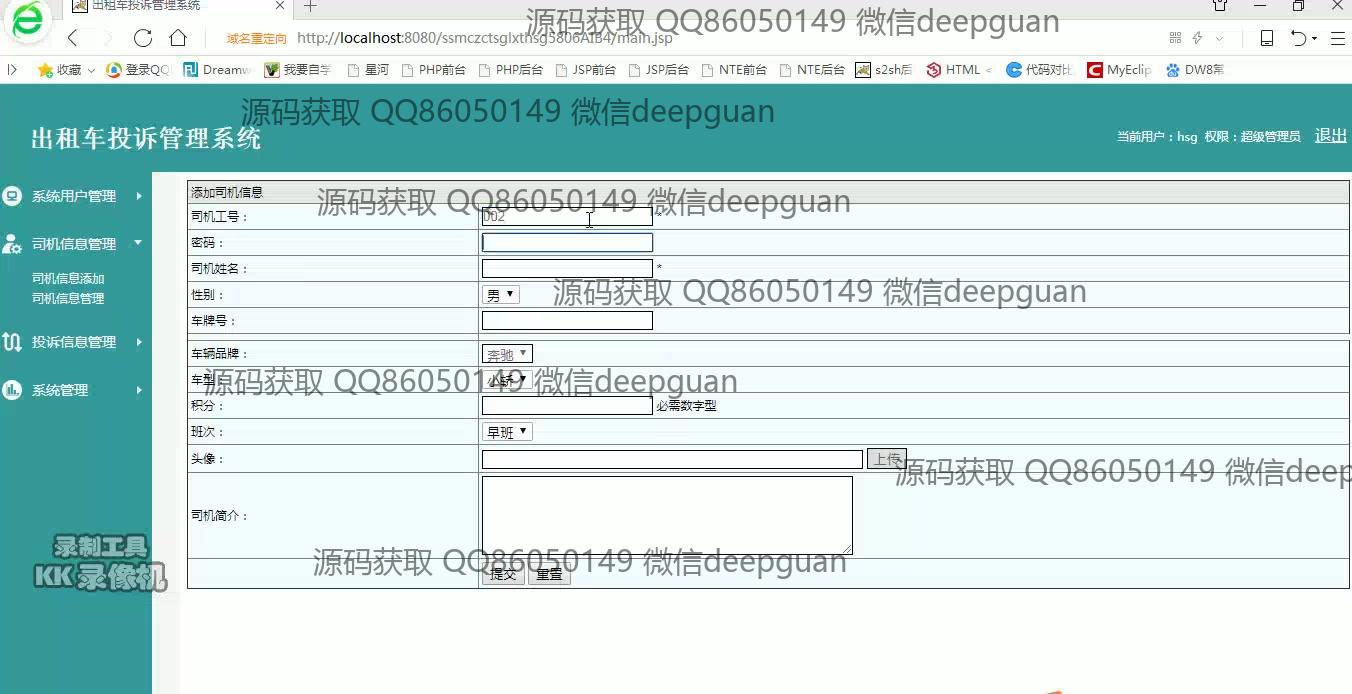 出租车投诉管理系统
源码获取 QQ86050149 微信deepguan
域名重定向 http://localhost:8080/ssmczctsglxthsg5806AIB4/main.jsp
收藏 登录QQ Dreamw 我要自学 星河 PHP前台 PHP后台 JSP前台 JSP后台 NTE前台 NTE后台 s2sh后 HTML 代码对比 MyEclip DW8常
源码获取 QQ86050149 微信deepguan
出租车投诉管理系统
当前用户：hsg 权限：超级管理员 退出
系统用户管理
司机信息管理
司机信息添加
司机信息管理
投诉信息管理
系统管理
添加司机信息
源码获取 QQ86050149 微信deepguan
司机工号： 002 *
密码：
司机姓名： *
性别： 男
源码获取 QQ86050149 微信deepguan
车牌号：
车辆品牌： 奔驰
车型： 小轿
源码获取 QQ86050149 微信deepguan
积分： 必需数字型
班次： 早班
头像： 上传
源码获取 QQ86050149 微信deep
司机简介：
源码获取 QQ86050149 微信deepguan
提交 重置
录制工具
KK录像机